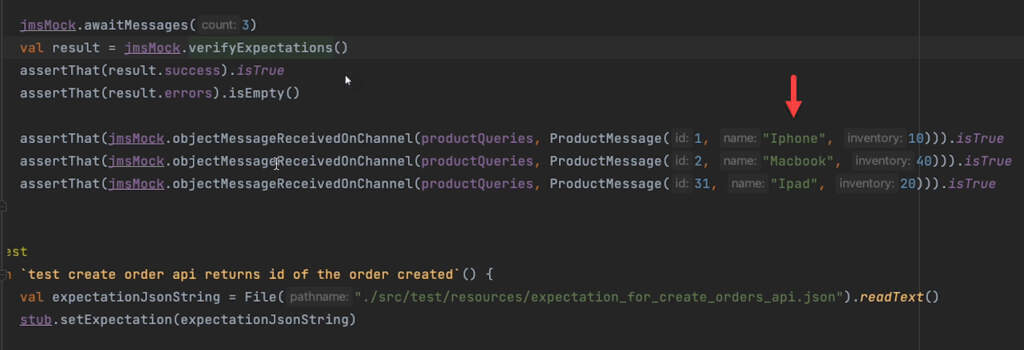 jmsMock.awaitMessages( count: 3)
val result = jmsMock.verifyExpectations()
assertThat(result.success).isTrue
assertThat(result.errors).isEmpty()
assertThat(jmsMock.objectMessageReceivedOnChannel(productQueries, ProductMessage( id: 1, name: "Iphone", inventory: 10))).isTrue
assertThat(jmsMock.objectMessageReceivedOnChannel(productQueries, ProductMessage( id: 2, name: "Macbook", inventory: 40))).isTrue
assertThat(jmsMock.objectMessageReceivedOnChannel(productQueries, ProductMessage( id: 31, name: "Ipad", inventory: 20))).isTrue
est
n `test create order api returns id of the order created`() {
val expectationJsonString = File( pathname: "./src/test/resources/expectation_for_create_orders_api.json").readText()
stub.setExpectation(expectationJsonString)